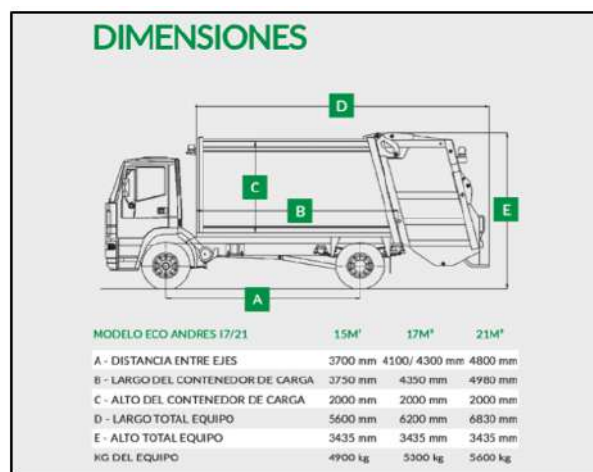 DIMENSIONES
D
C
B
E
A
MODELO ECO ANDRES 17/21 15M³ 17M³ 21M³
A - DISTANCIA ENTRE EJES 3700 mm 4100/ 4300 mm 4800 mm
B - LARGO DEL CONTENEDOR DE CARGA 3750 mm 4350 mm 4980 mm
C - ALTO DEL CONTENEDOR DE CARGA 2000 mm 2000 mm 2000 mm
D - LARGO TOTAL EQUIPO 5600 mm 6200 mm 6830 mm
E - ALTO TOTAL EQUIPO 3435 mm 3435 mm 3435 mm
KG DEL EQUIPO 4900 kg 5300 kg 5600 kg